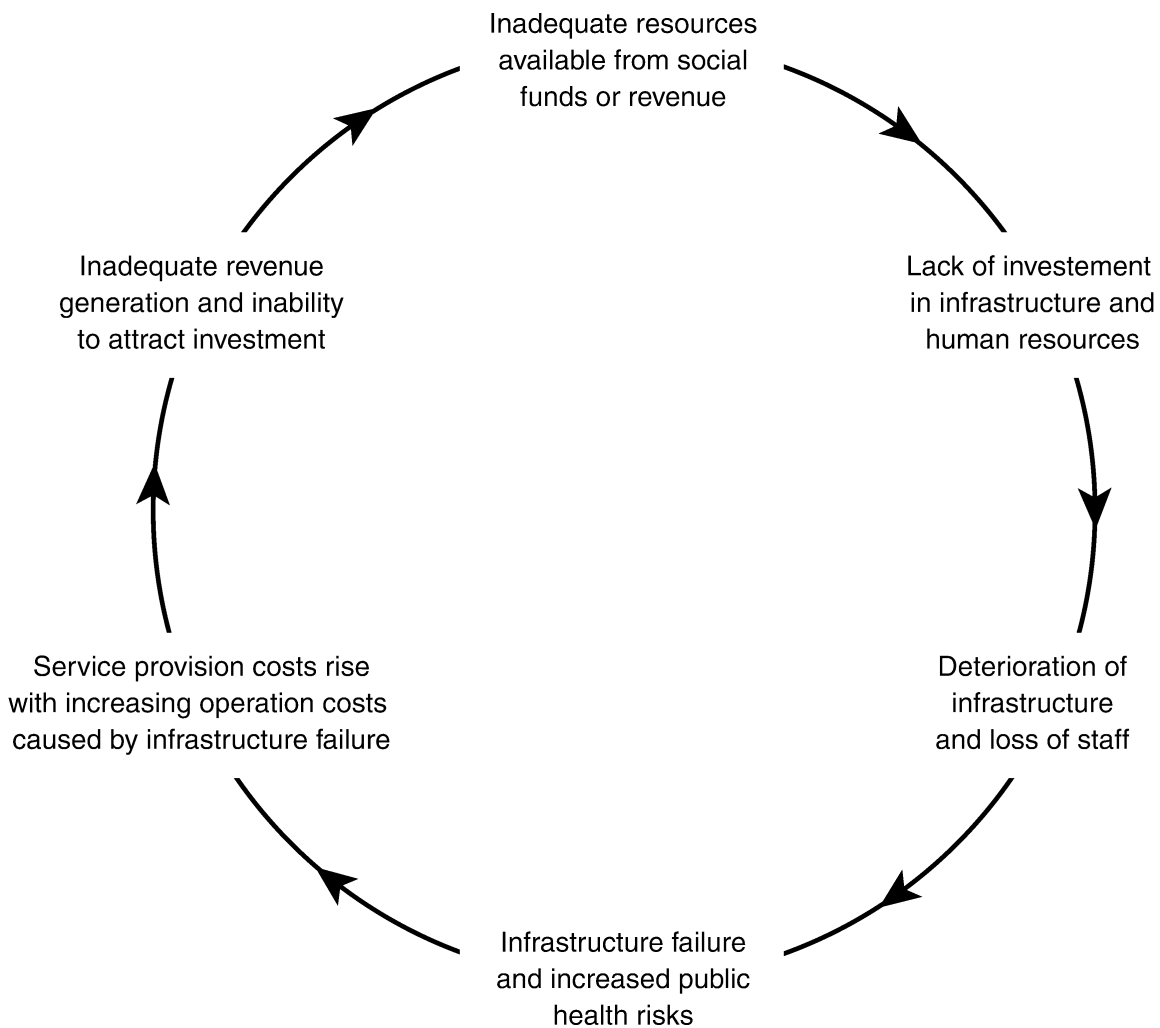 Inadequate resources
available from social
funds or revenue
Lack of investement
in infrastructure and
human resources
Deterioration of
infrastructure
and loss of staff
Infrastructure failure
and increased public
health risks
Service provision costs rise
with increasing operation costs
caused by infrastructure failure
Inadequate revenue
generation and inability
to attract investment